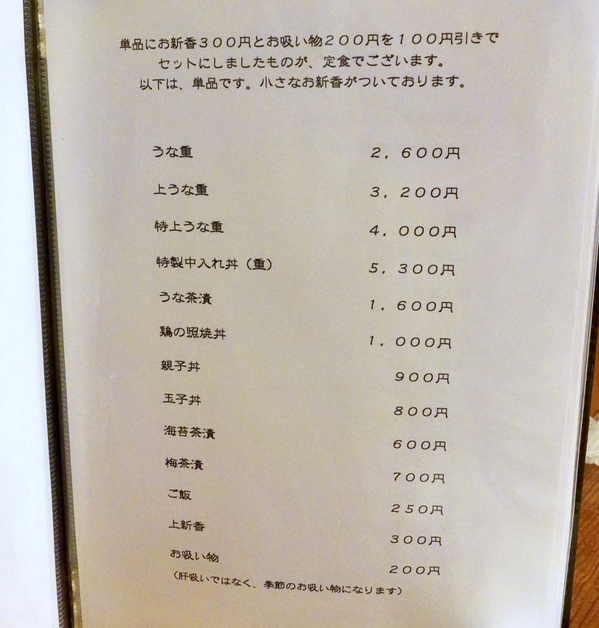 単品にお新香３００円とお吸い物２００円を１００円引きで
セットにしましたものが、定食でございます。
以下は、単品です。小さなお新香がついております。
うな重 ２，６００円
上うな重 ３，２００円
特上うな重 ４，０００円
特製中入れ丼（重） ５，３００円
うな茶漬 １，６００円
鶏の照焼丼 １，０００円
親子丼 ９００円
玉子丼 ８００円
海苔茶漬 ６００円
梅茶漬 ７００円
ご飯 ２５０円
上新香 ３００円
お吸い物 ２００円
（肝吸いではなく、季節のお吸い物になります）